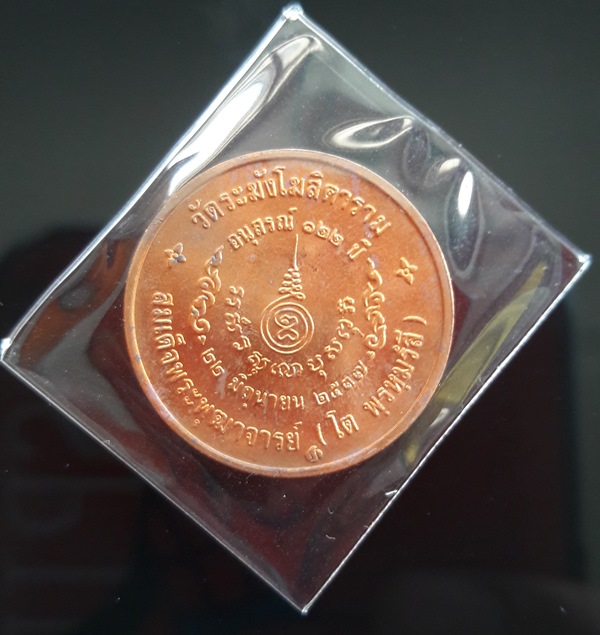 วัดระฆังโฆสิตาราม
อนุสรณ์ ๑๒๒ ปี
๒๒ มิถุนายน ๒๕๓๗
สมเด็จพระพุฒาจารย์ (โต พฺรหฺมรํสี)